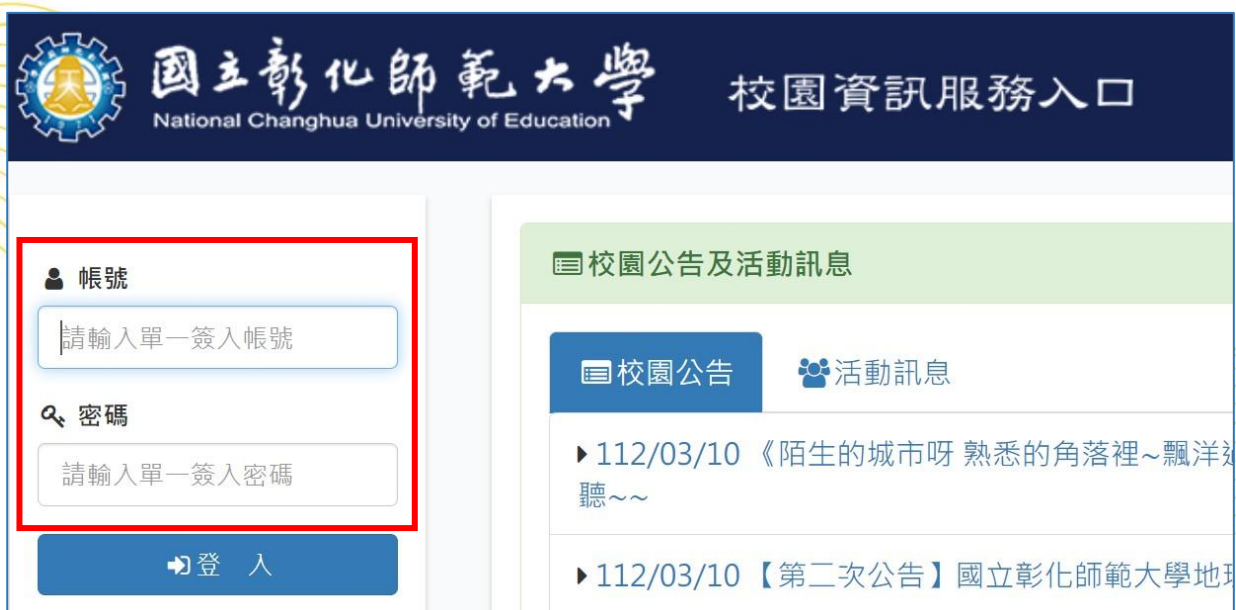 國立彰化師範大學
National Changhua University of Education
校園資訊服務入口
帳號
請輸入單一簽入帳號
密碼
請輸入單一簽入密碼
登 入
校園公告及活動訊息
校園公告
活動訊息
112/03/10 《陌生的城市呀 熟悉的角落裡~飄洋
聽~~
112/03/10 【第二次公告】國立彰化師範大學地